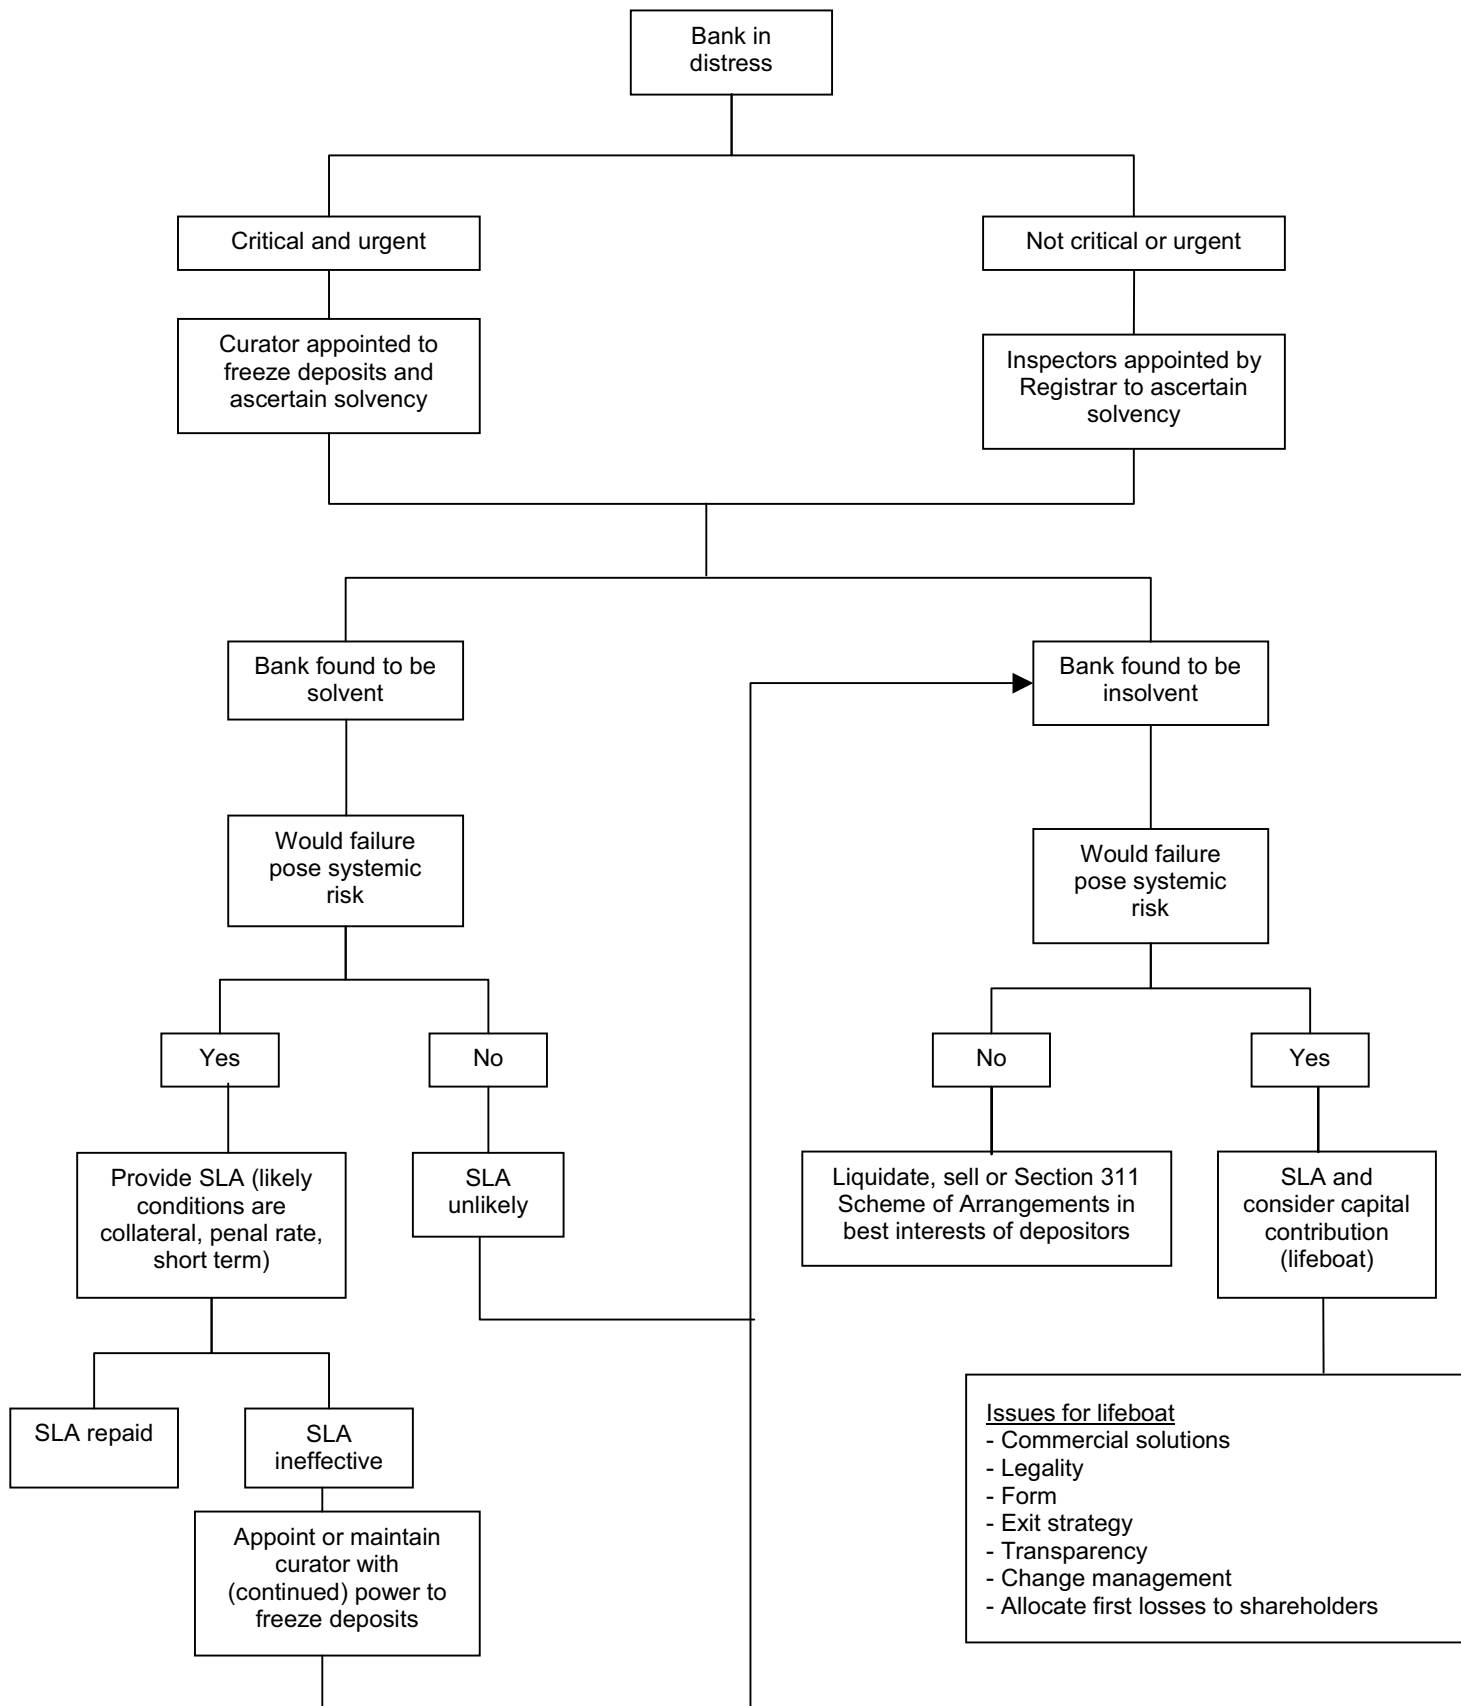 Bank in
distress
Critical and urgent
Not critical or urgent
Curator appointed to
freeze deposits and
ascertain solvency
Inspectors appointed by
Registrar to ascertain
solvency
Bank found to be
solvent
Bank found to be
insolvent
Would failure
pose systemic
risk
Would failure
pose systemic
risk
Yes
No
No
Yes
Provide SLA (likely
conditions are
collateral, penal rate,
short term)
SLA
unlikely
Liquidate, sell or Section 311
Scheme of Arrangements in
best interests of depositors
SLA and
consider capital
contribution
(lifeboat)
SLA repaid
SLA
ineffective
Appoint or maintain
curator with
(continued) power to
freeze deposits
Issues for lifeboat
- Commercial solutions
- Legality
- Form
- Exit strategy
- Transparency
- Change management
- Allocate first losses to shareholders